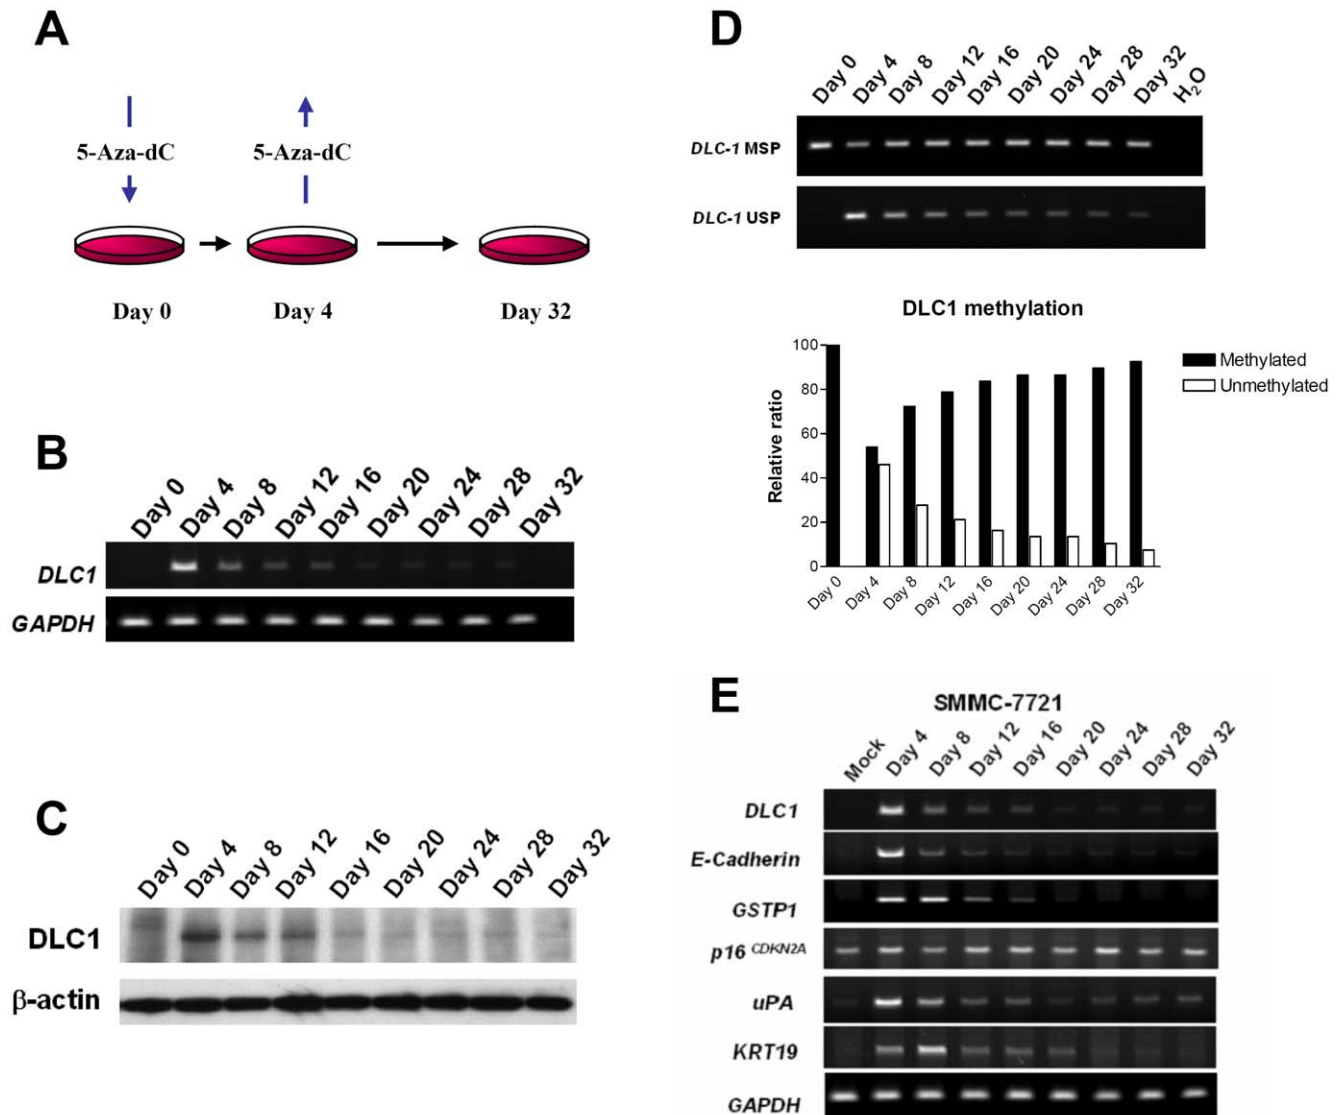 A
5-Aza-dC 5-Aza-dC
Day 0 Day 4 Day 32
B
Day 0 Day 4 Day 8 Day 12 Day 16 Day 20 Day 24 Day 28 Day 32
DLC1
GAPDH
C
Day 0 Day 4 Day 8 Day 12 Day 16 Day 20 Day 24 Day 28 Day 32
DLC1
β-actin
D
Day 0 Day 4 Day 8 Day 12 Day 16 Day 20 Day 24 Day 28 Day 32 H₂O
DLC-1 MSP
DLC-1 USP
DLC1 methylation
Relative ratio
100
80
60
40
20
0
Day 0 Day 4 Day 8 Day 12 Day 16 Day 20 Day 24 Day 28 Day 32
Methylated
Unmethylated
E
SMMC-7721
Mock Day 4 Day 8 Day 12 Day 16 Day 20 Day 24 Day 28 Day 32
DLC1
E-Cadherin
GSTP1
p16 CDKN2A
uPA
KRT19
GAPDH